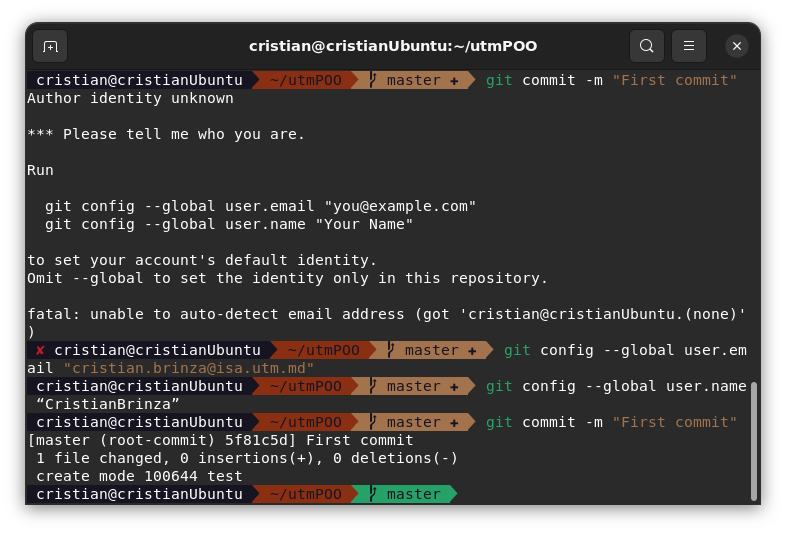 cristian@cristianUbuntu:~/utmPOO
cristian@cristianUbuntu ~/utmPOO master + git commit -m "First commit"
Author identity unknown
*** Please tell me who you are.
Run
git config --global user.email "you@example.com"
git config --global user.name "Your Name"
to set your account's default identity.
Omit --global to set the identity only in this repository.
fatal: unable to auto-detect email address (got 'cristian@cristianUbuntu.(none)'
)
✘ cristian@cristianUbuntu ~/utmPOO master + git config --global user.em
ail "cristian.brinza@isa.utm.md"
cristian@cristianUbuntu ~/utmPOO master + git config --global user.name
“CristianBrinza”
cristian@cristianUbuntu ~/utmPOO master + git commit -m "First commit"
[master (root-commit) 5f81c5d] First commit
1 file changed, 0 insertions(+), 0 deletions(-)
create mode 100644 test
cristian@cristianUbuntu ~/utmPOO master